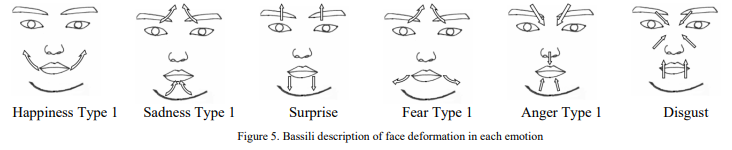 Happiness Type 1 Sadness Type 1 Surprise Fear Type 1 Anger Type 1 Disgust
Figure 5. Bassili description of face deformation in each emotion